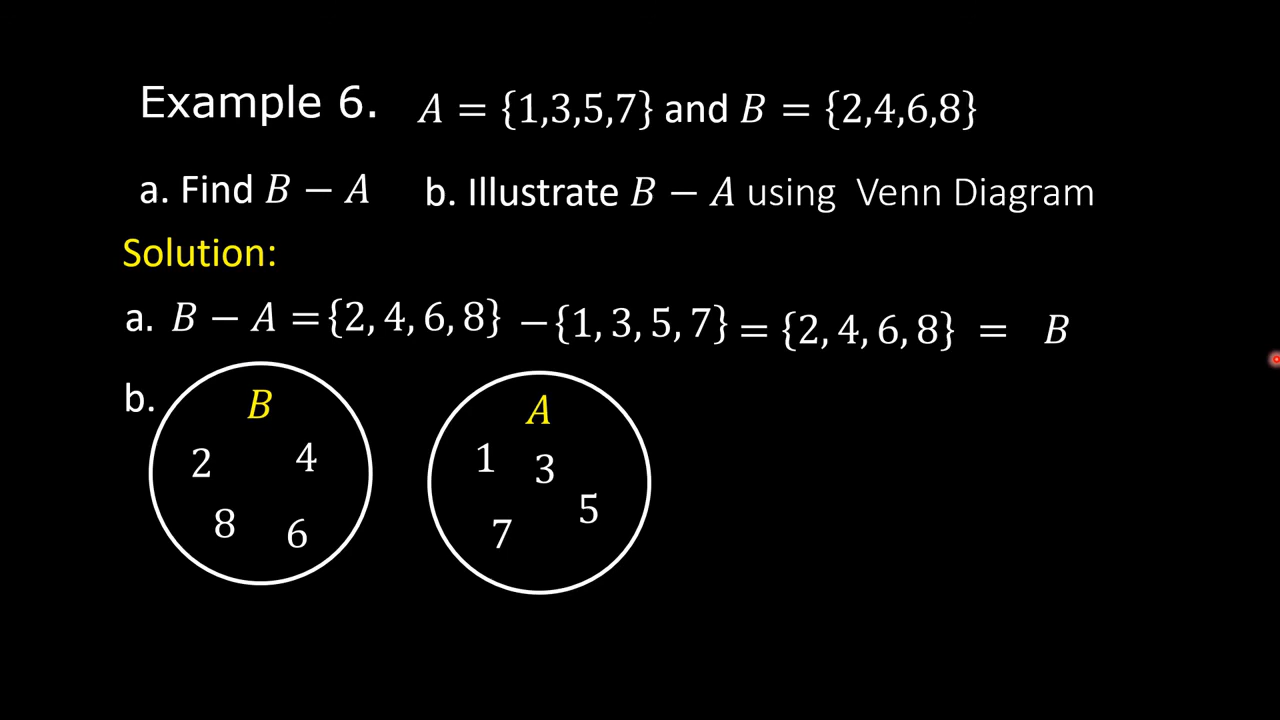 Example 6. A = {1,3,5,7} and B = {2,4,6,8}
a. Find B − A b. Illustrate B − A using Venn Diagram
Solution:
a. B − A = {2, 4, 6, 8} − {1, 3, 5, 7} = {2, 4, 6, 8} = B
b.
B
2 4
8 6
A
1 3
5
7